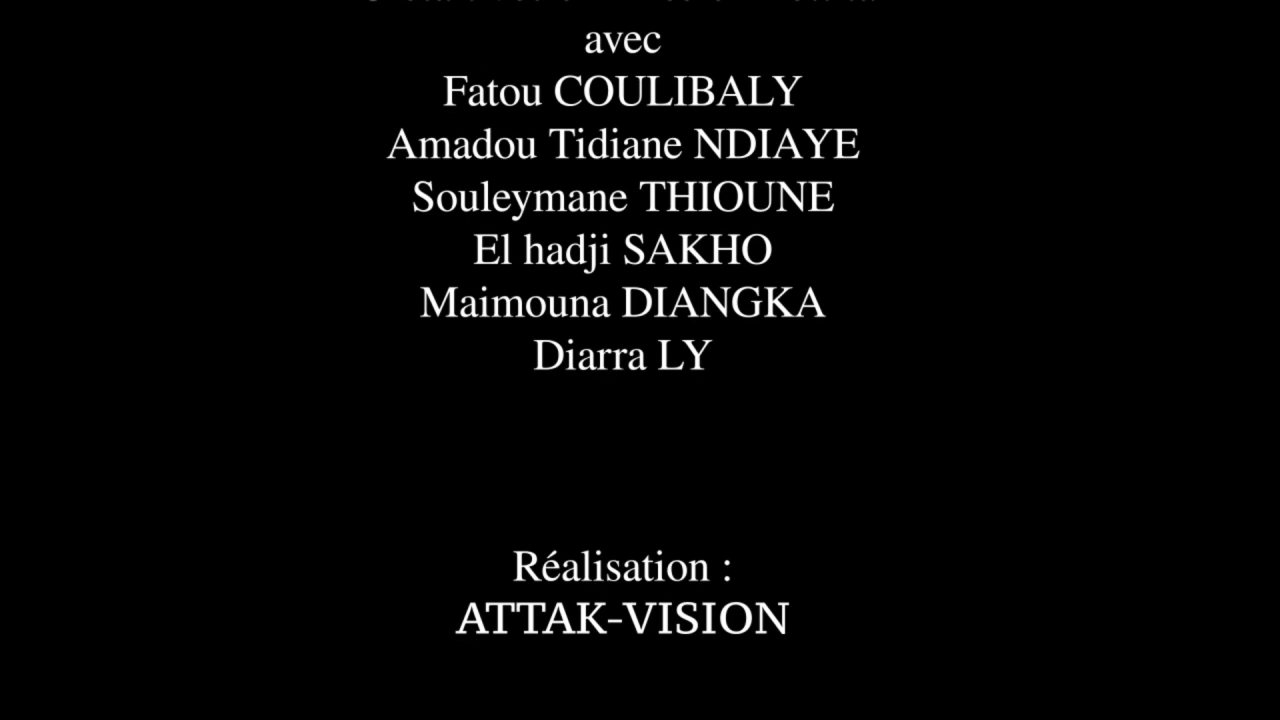 avec
Fatou COULIBALY
Amadou Tidiane NDIAYE
Souleymane THIOUNE
El hadji SAKHO
Maimouna DIANGKA
Diarra LY
Réalisation :
ATTAK-VISION